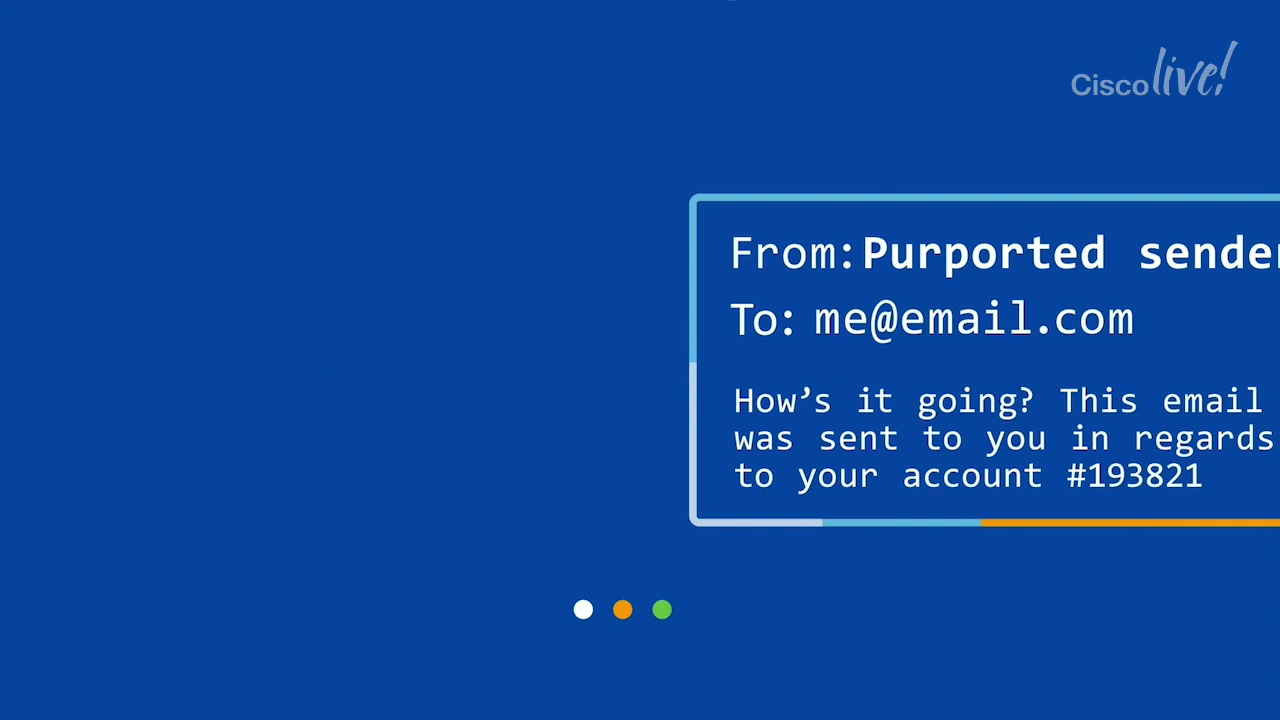 Cisco live!
From: Purported sender
To: me@email.com
How’s it going? This email
was sent to you in regards
to your account #193821